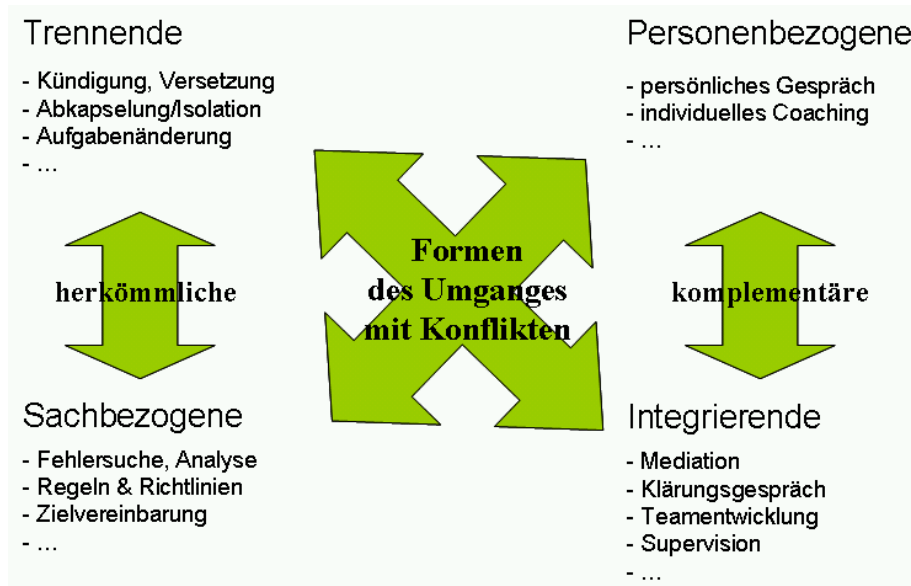 Trennende
- Kündigung, Versetzung
- Abkapselung/Isolation
- Aufgabenänderung
- ...
Personenbezogene
- persönliches Gespräch
- individuelles Coaching
- ...
herkömmliche
Formen
des Umganges
mit Konflikten
komplementäre
Sachbezogene
- Fehlersuche, Analyse
- Regeln & Richtlinien
- Zielvereinbarung
- ...
Integrierende
- Mediation
- Klärungsgespräch
- Teamentwicklung
- Supervision
- ...